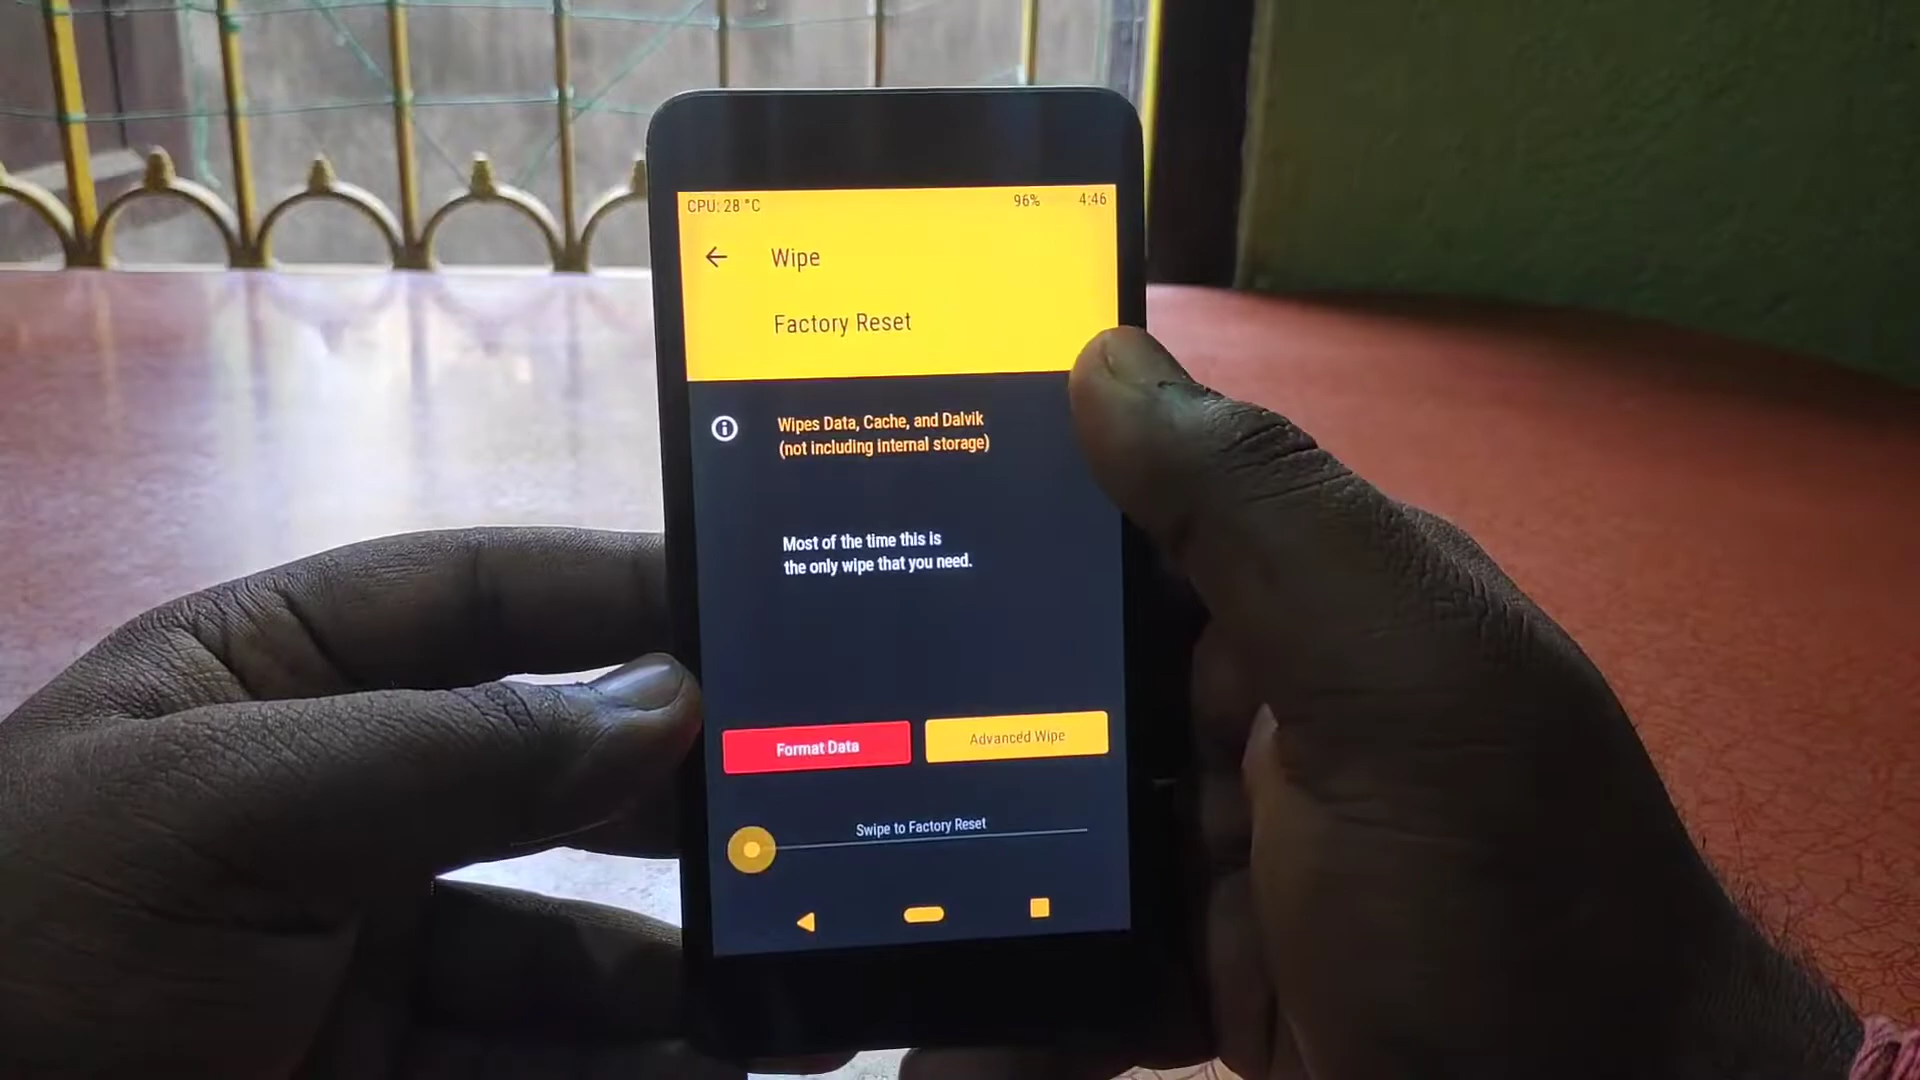 CPU: 28 °C 96% 4:46
Wipe
Factory Reset
Wipes Data, Cache, and Dalvik
(not including internal storage)
Most of the time this is
the only wipe that you need.
Format Data Advanced Wipe
Swipe to Factory Reset